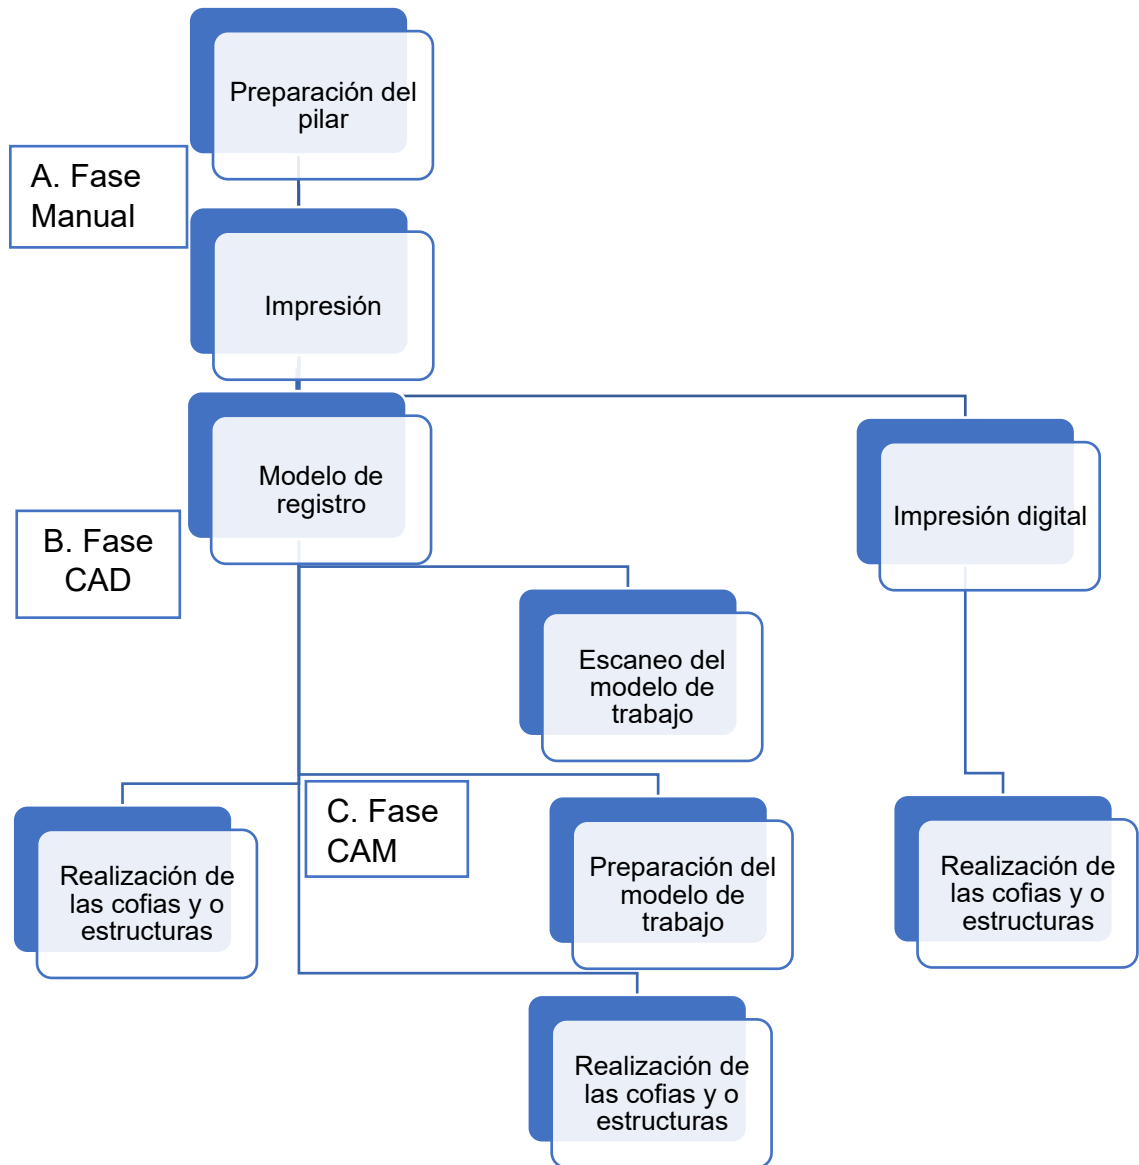 Preparación del
pilar
A. Fase
Manual
Impresión
Modelo de
registro
Impresión digital
B. Fase
CAD
Escaneo del
modelo de
trabajo
C. Fase
CAM
Realización de
las cofias y o
estructuras
Preparación del
modelo de
trabajo
Realización de
las cofias y o
estructuras
Realización de
las cofias y o
estructuras